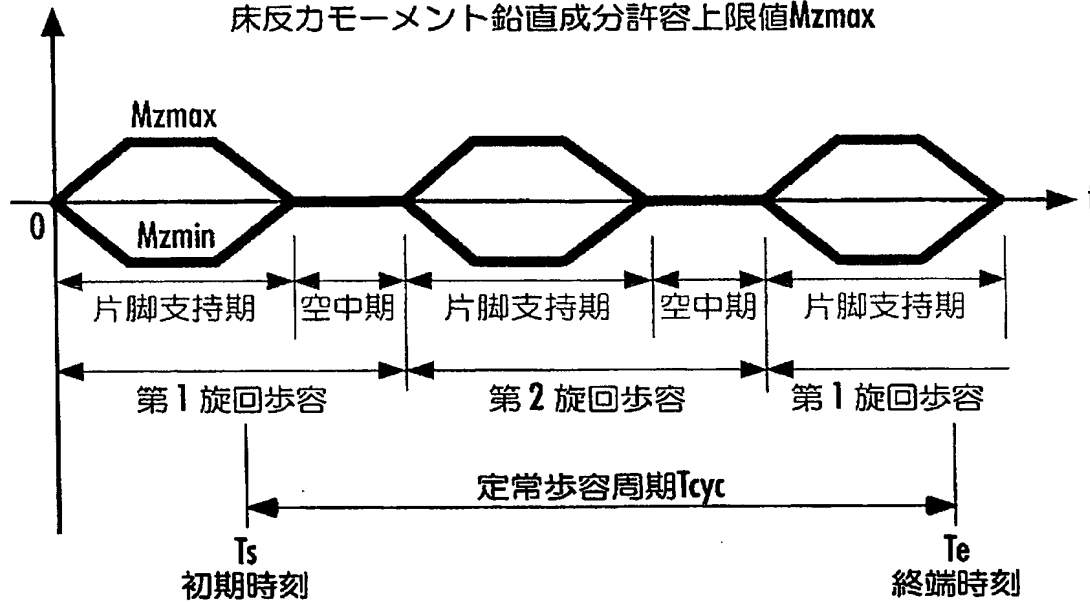 床反力モーメント鉛直成分許容上限値Mzmax
Mzmax
t
0
Mzmin
片脚支持期 空中期 片脚支持期 空中期 片脚支持期
第1旋回歩容 第2旋回歩容 第1旋回歩容
定常歩容周期Tcyc
Ts Te
初期時刻 終端時刻